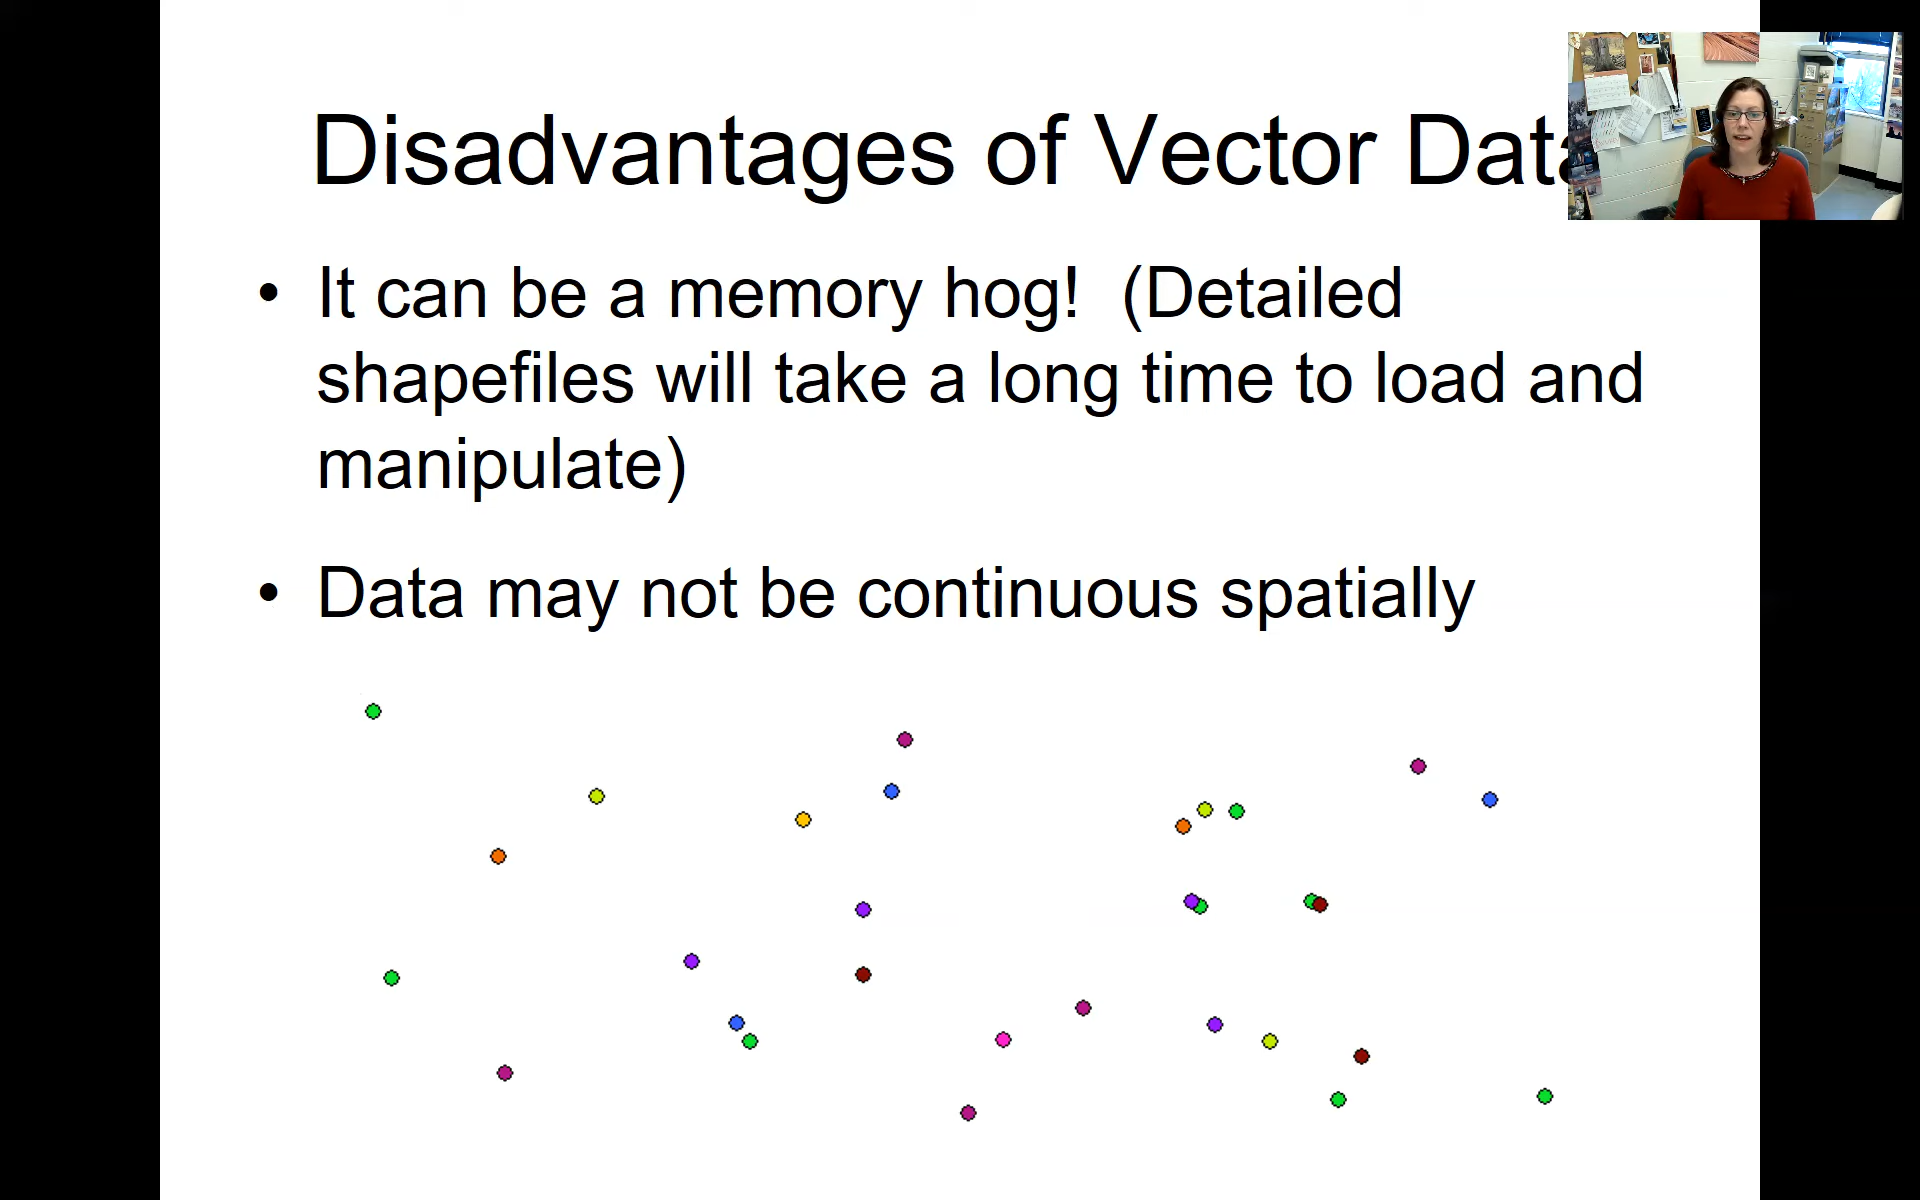 Disadvantages of Vector Data
• It can be a memory hog!  (Detailed
shapefiles will take a long time to load and
manipulate)
• Data may not be continuous spatially